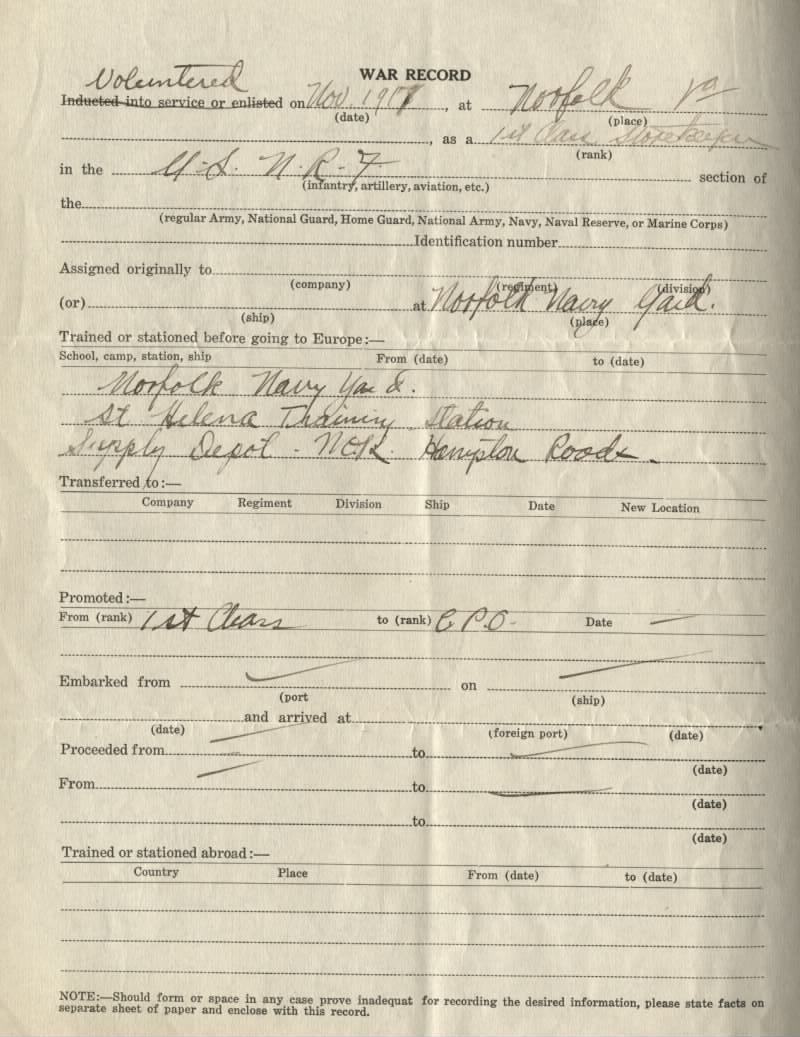 WAR RECORD
Volunteered
Inducted into service or enlisted on Nov. 1917, at Norfolk Va
(date) (place)
, as a 1st Class Storekeeper
(rank)
in the U.S. N.R.F section of
(infantry, artillery, aviation, etc.)
the
(regular Army, National Guard, Home Guard, National Army, Navy, Naval Reserve, or Marine Corps)
Identification number
Assigned originally to
(company) (regiment) (division)
(or) at Norfolk Navy Yard.
(ship) (place)
Trained or stationed before going to Europe:—
School, camp, station, ship From (date) to (date)
Norfolk Navy Yard.
St Helena Training Station
Supply Depot - Hampton Roads
Transferred to:—
Company Regiment Division Ship Date New Location
Promoted:—
From (rank) 1st Class to (rank) C.P.O- Date —
Embarked from on
(port (ship)
and arrived at
(date) (foreign port) (date)
Proceeded from to
(date)
From to
(date)
to
(date)
Trained or stationed abroad:—
Country Place From (date) to (date)
NOTE:—Should form or space in any case prove inadequat for recording the desired information, please state facts on
separate sheet of paper and enclose with this record.